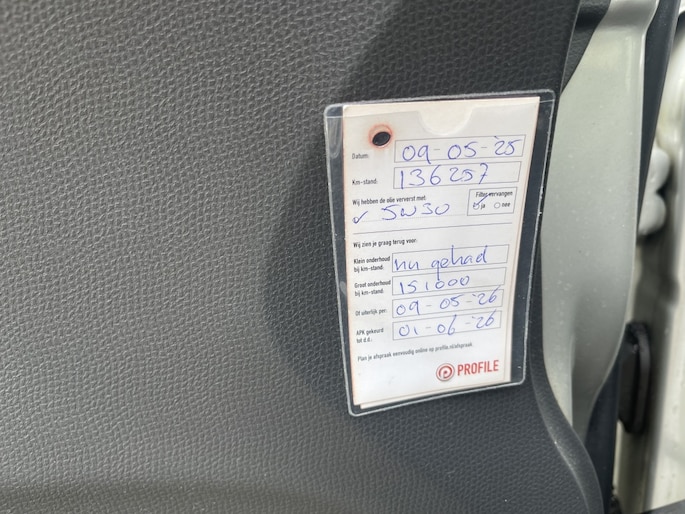 Datum: 09-05-'25
Km-stand: 136257
Wij hebben de olie ververst met: Filter vervangen
✓ 5W30 ja nee
Wij zien je graag terug voor:
Klein onderhoud bij km-stand: nu gehad
Groot onderhoud bij km-stand: 151000
Of uiterlijk per: 09-05-'26
APK gekeurd tot d.d.: 01-06-'26
Plan je afspraak eenvoudig online op profile.nl/afspraak
PROFILE